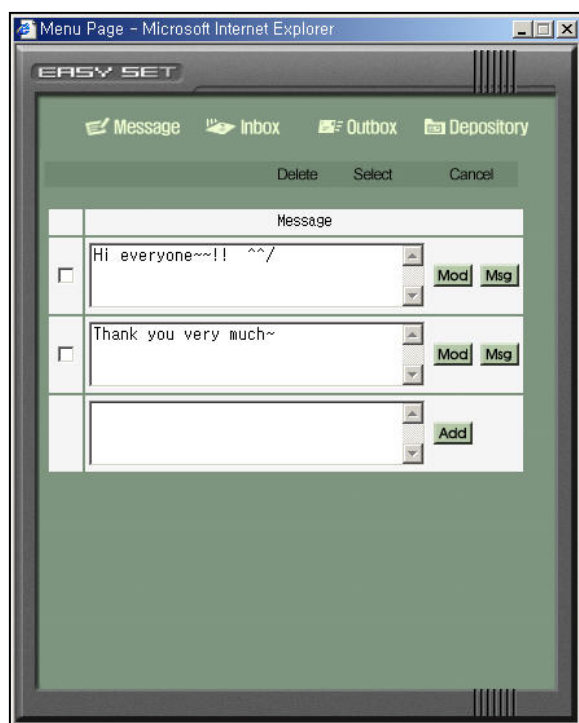 Menu Page - Microsoft Internet Explorer
EASY SET
Message Inbox Outbox Depository
Delete Select Cancel
Message
Hi everyone~~!! ^^/
Mod Msg
Thank you very much~
Mod Msg
Add